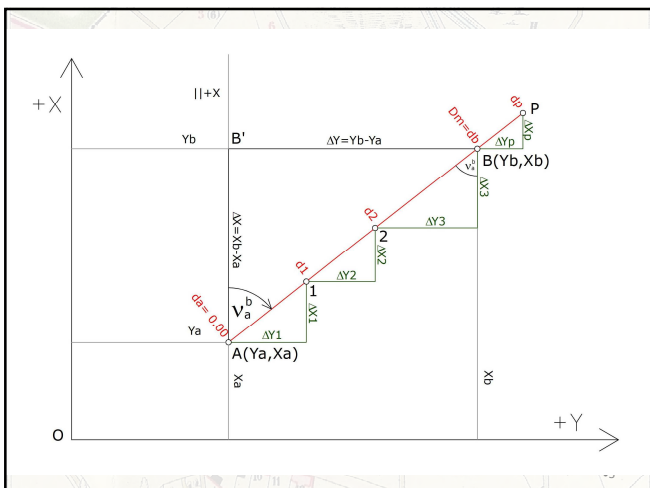 +X
||+X
dp
P
ΔXp
Dm=db
Yb
B'
ΔY=Yb-Ya
ΔYp
B(Yb,Xb)
ν
b
a
ΔX3
ΔX=Xb-Xa
d2
2
ΔY3
ΔX2
d1
1
ΔY2
ν
b
a
da= 0.00
ΔX1
Ya
ΔY1
A(Ya,Xa)
Xa
Xb
+Y
O